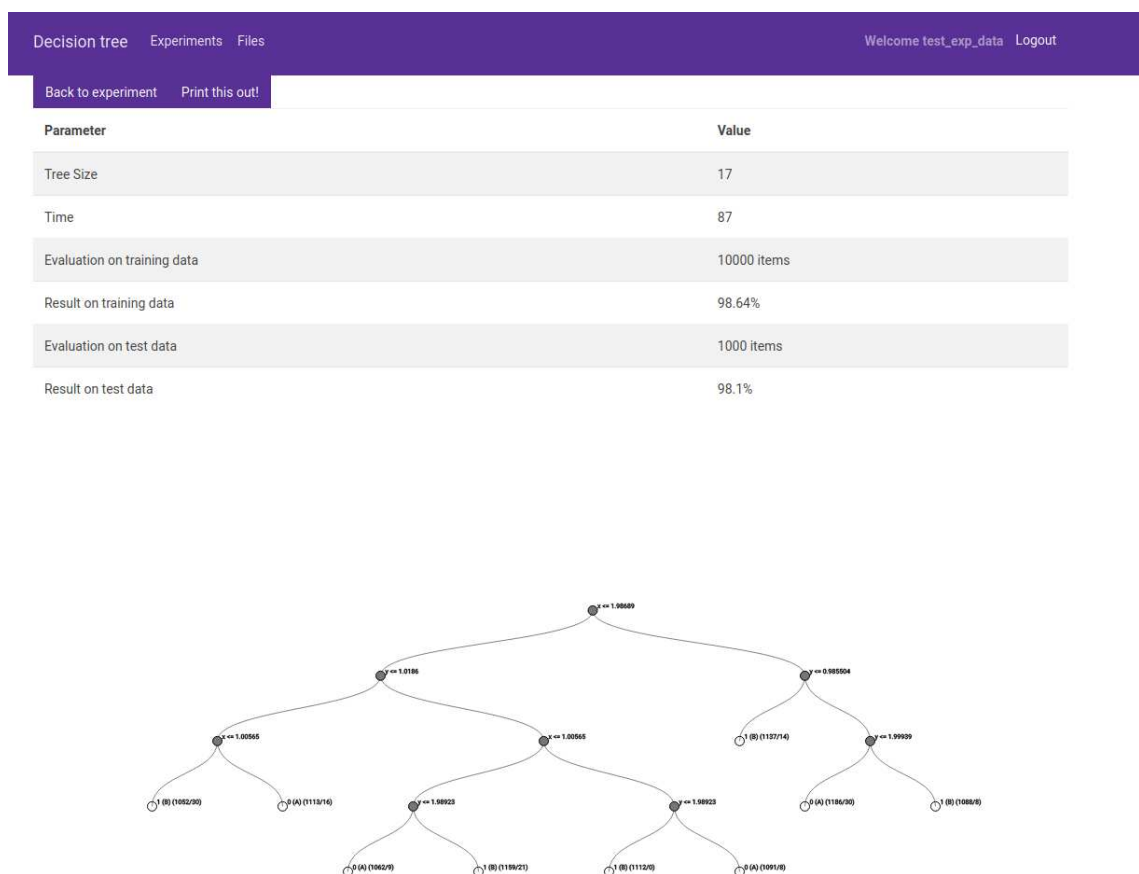 Decision tree Experiments Files Welcome test_exp_data Logout
Back to experiment Print this out!
Parameter Value
Tree Size 17
Time 87
Evaluation on training data 10000 items
Result on training data 98.64%
Evaluation on test data 1000 items
Result on test data 98.1%
x <= 1.98689
y <= 1.0186 y <= 0.985504
x <= 1.00565 x <= 1.00565 1 (B) (1137/14) y <= 1.99939
1 (B) (1052/30) 0 (A) (1113/16) y <= 1.98923 y <= 1.98923 0 (A) (1186/30) 1 (B) (1088/8)
0 (A) (1062/9) 1 (B) (1159/21) 1 (B) (1112/0) 0 (A) (1091/8)